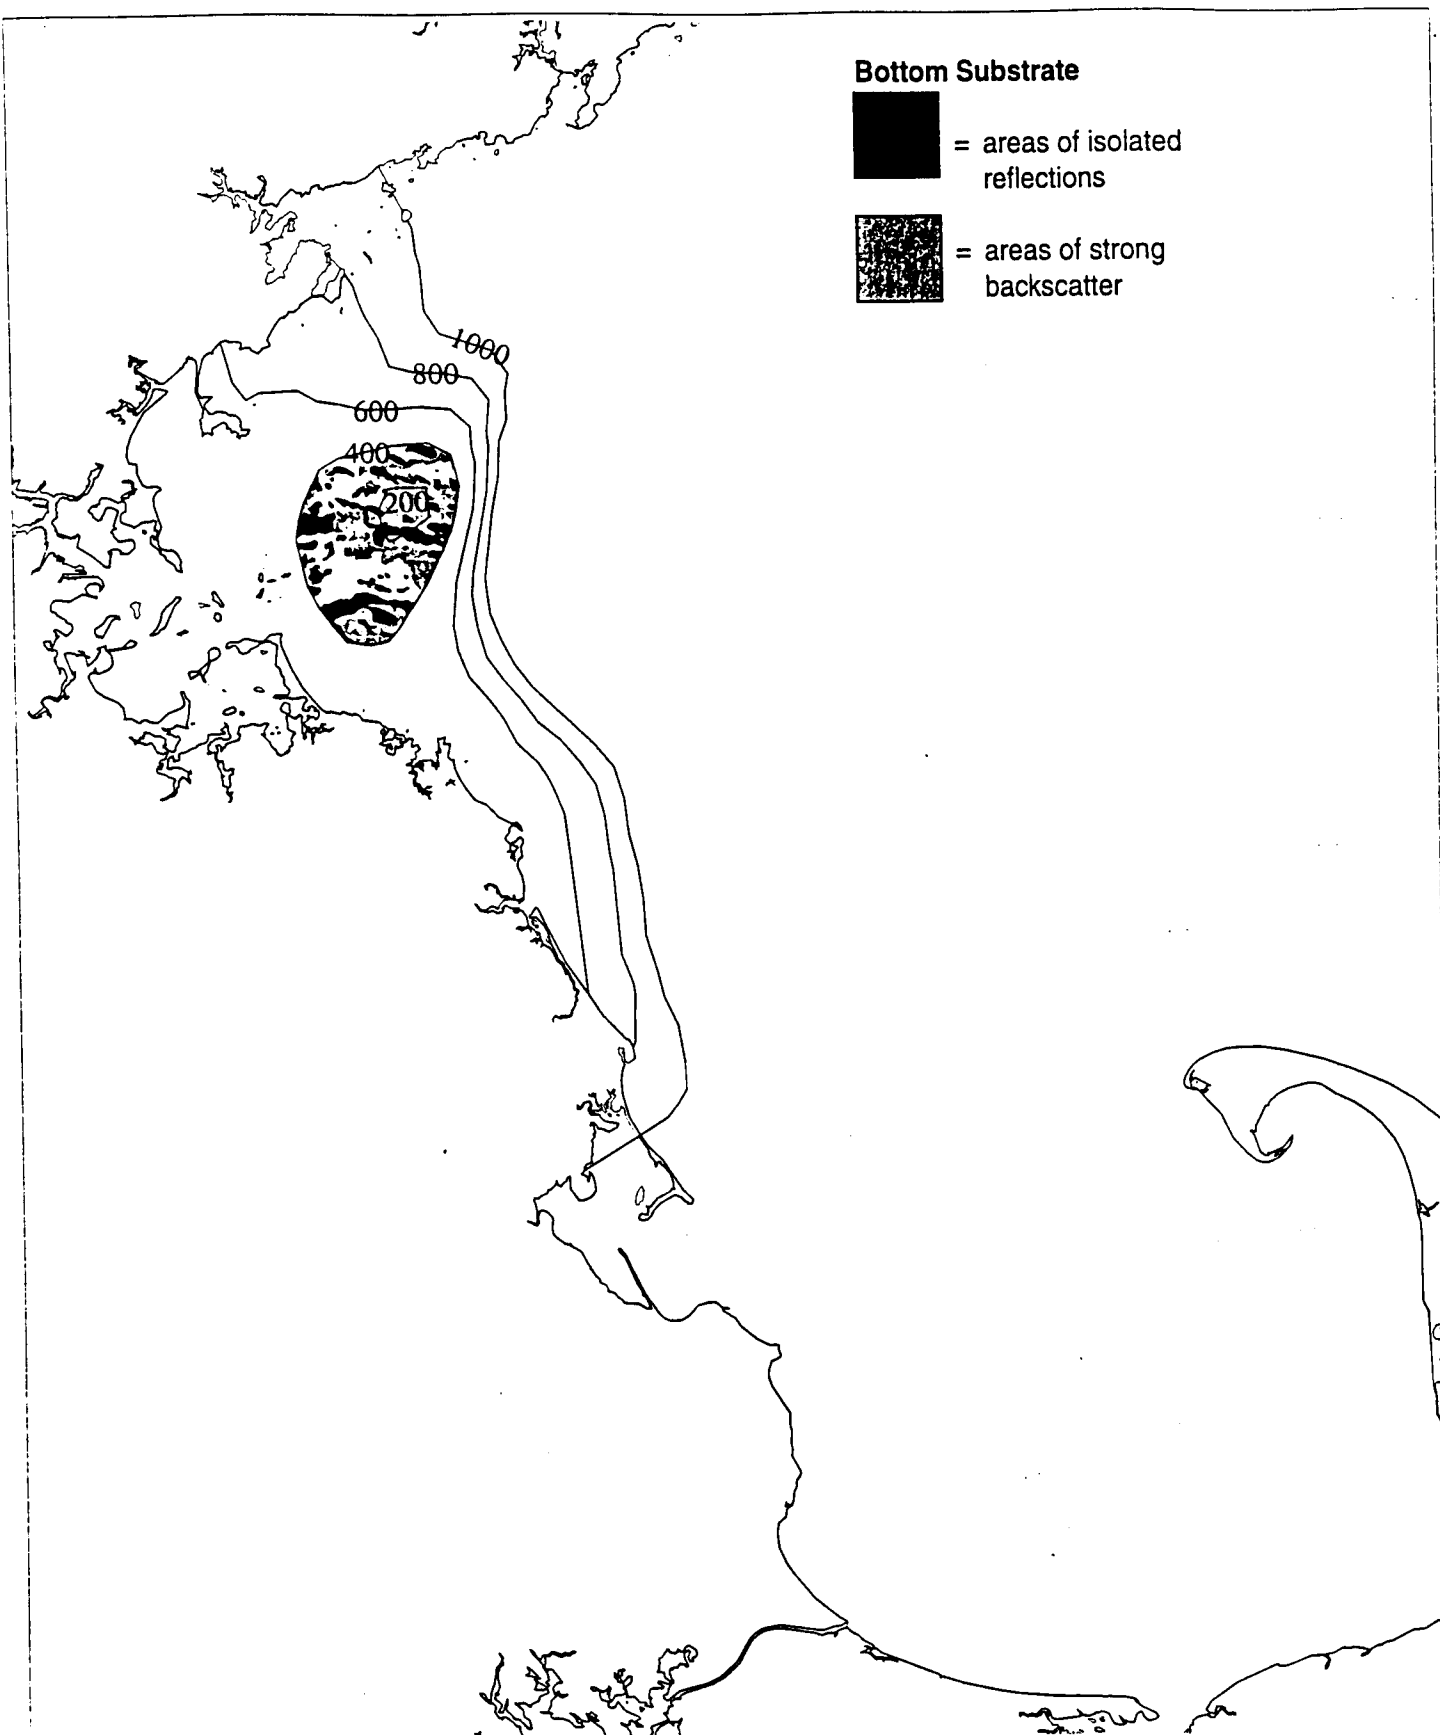 Bottom Substrate
= areas of isolated
reflections
= areas of strong
backscatter
1000
800
600
400
200